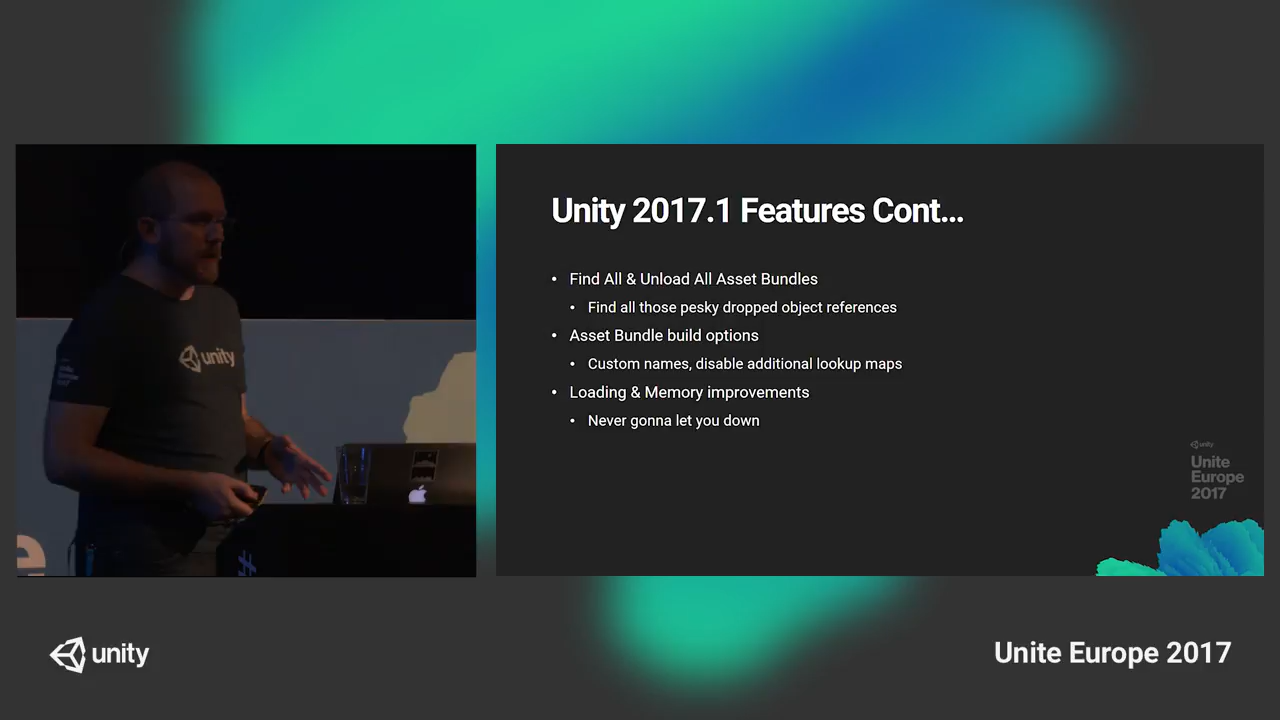 unity
Unity 2017.1 Features Cont...
• Find All & Unload All Asset Bundles
• Find all those pesky dropped object references
• Asset Bundle build options
• Custom names, disable additional lookup maps
• Loading & Memory improvements
• Never gonna let you down
unity
Unite
Europe
2017
unity
Unite Europe 2017